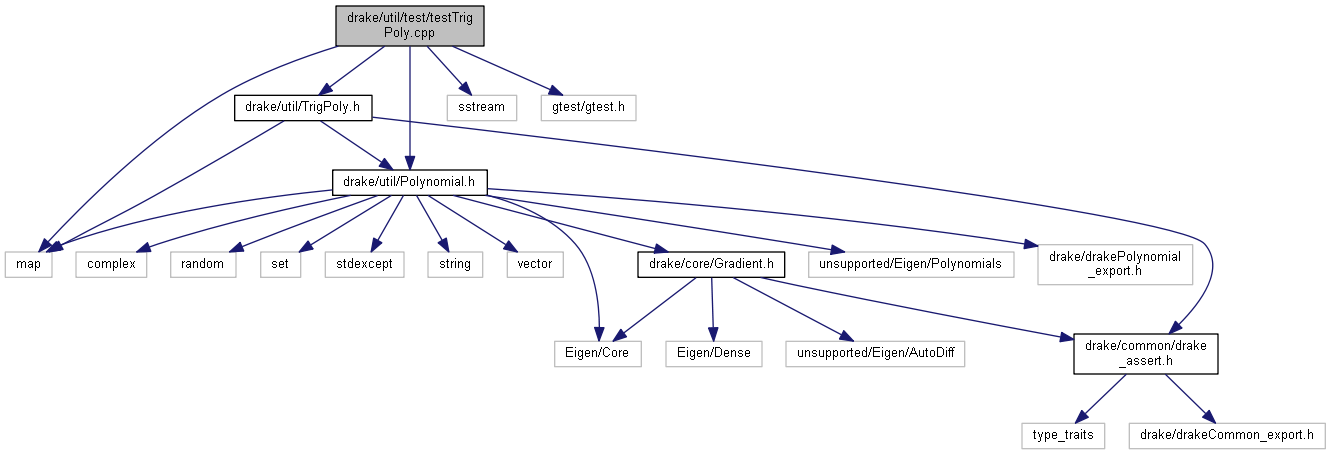 drake/util/test/testTrig
Poly.cpp
drake/util/TrigPoly.h
sstream
gtest/gtest.h
drake/util/Polynomial.h
map
complex
random
set
stdexcept
string
vector
drake/core/Gradient.h
unsupported/Eigen/Polynomials
drake/drakePolynomial
_export.h
Eigen/Core
Eigen/Dense
unsupported/Eigen/AutoDiff
drake/common/drake
_assert.h
type_traits
drake/drakeCommon_export.h